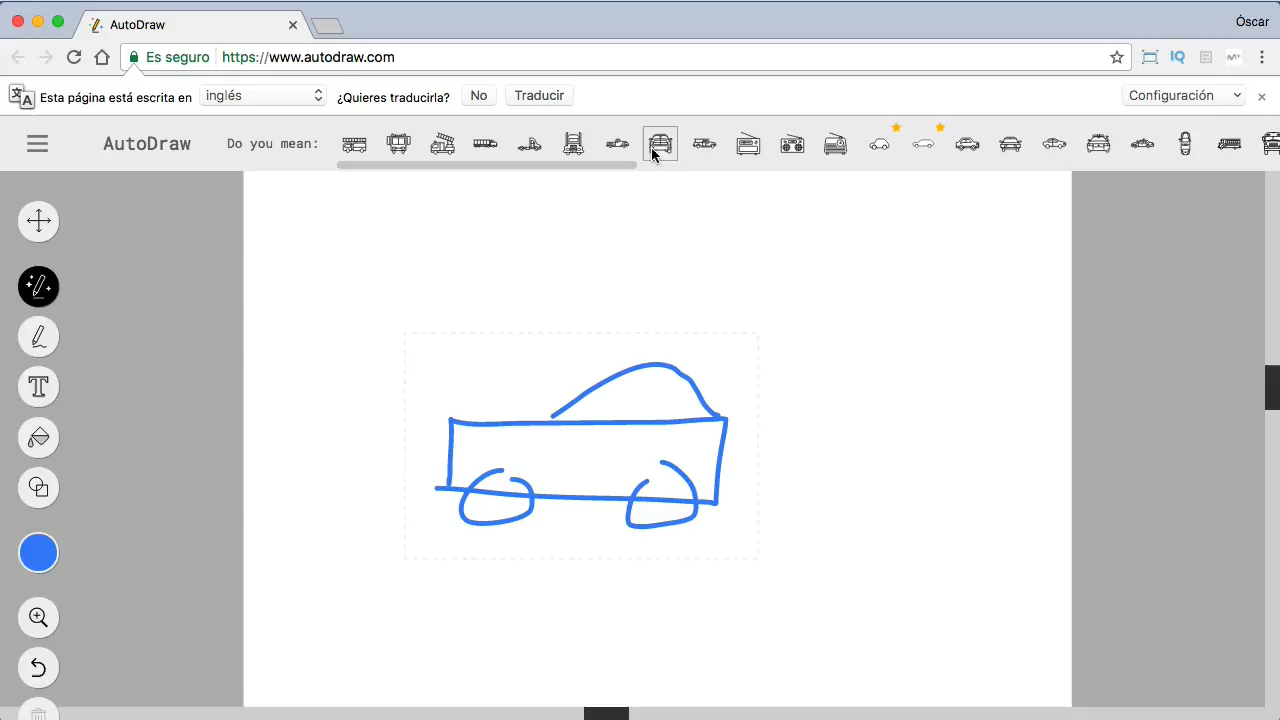 AutoDraw
Óscar
Es seguro
https://www.autodraw.com
IQ
M+
Esta página está escrita en
inglés
¿Quieres traducirla?
No
Traducir
Configuración
AutoDraw
Do you mean:
T